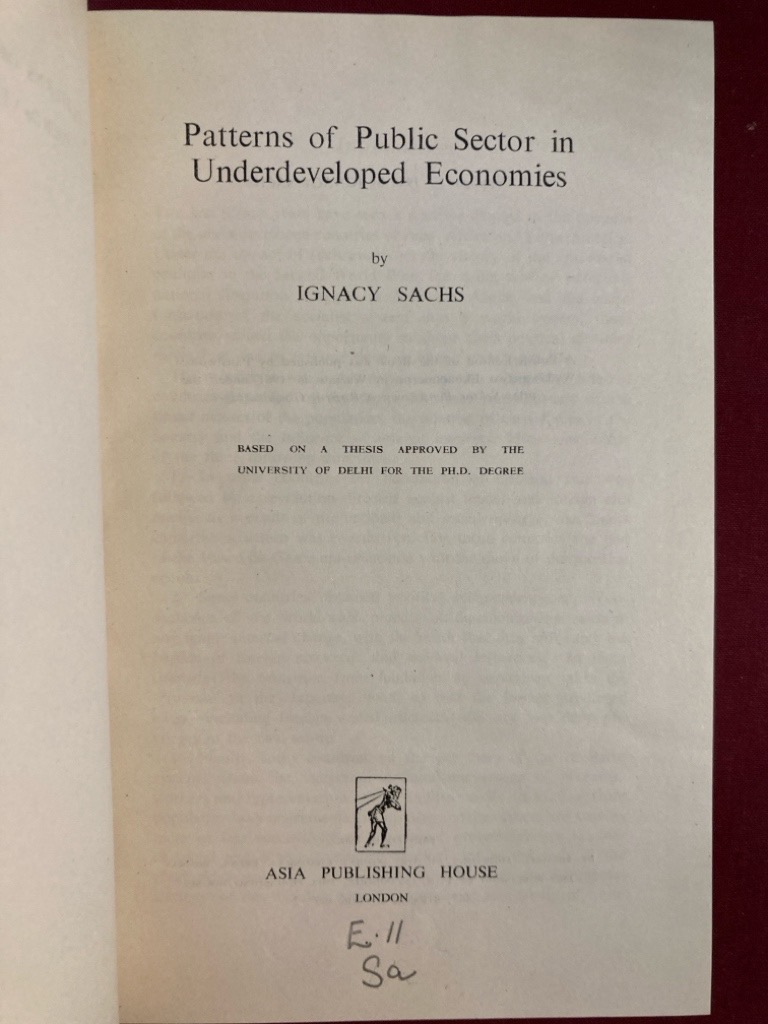 Patterns of Public Sector in
Underdeveloped Economies
by
IGNACY SACHS
BASED ON A THESIS APPROVED BY THE
UNIVERSITY OF DELHI FOR THE PH.D. DEGREE
ASIA PUBLISHING HOUSE
LONDON
E.11
Sa